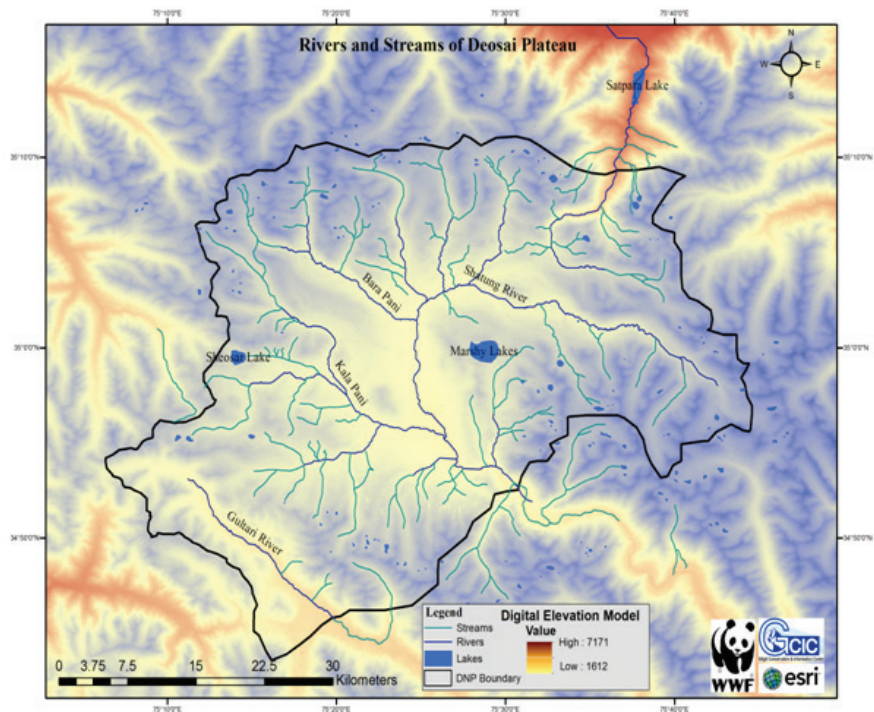 75°10'0"E 75°20'0"E 75°30'0"E 75°40'0"E
Rivers and Streams of Deosai Plateau
N
W E
S
Satpara Lake
35°10'0"N 35°10'0"N
Shatung River
Bara Pani
35°0'0"N 35°0'0"N
Sheosar Lake
Marshy Lakes
Kala Pani
34°50'0"N 34°50'0"N
Gultari River
Legend
Streams
Rivers
Lakes
DNP Boundary
Digital Elevation Model
Value
High : 7171
Low : 1612
0 3.75 7.5 15 22.5 30
Kilometers
WWF
GCIC
esri
75°10'0"E 75°20'0"E 75°30'0"E 75°40'0"E